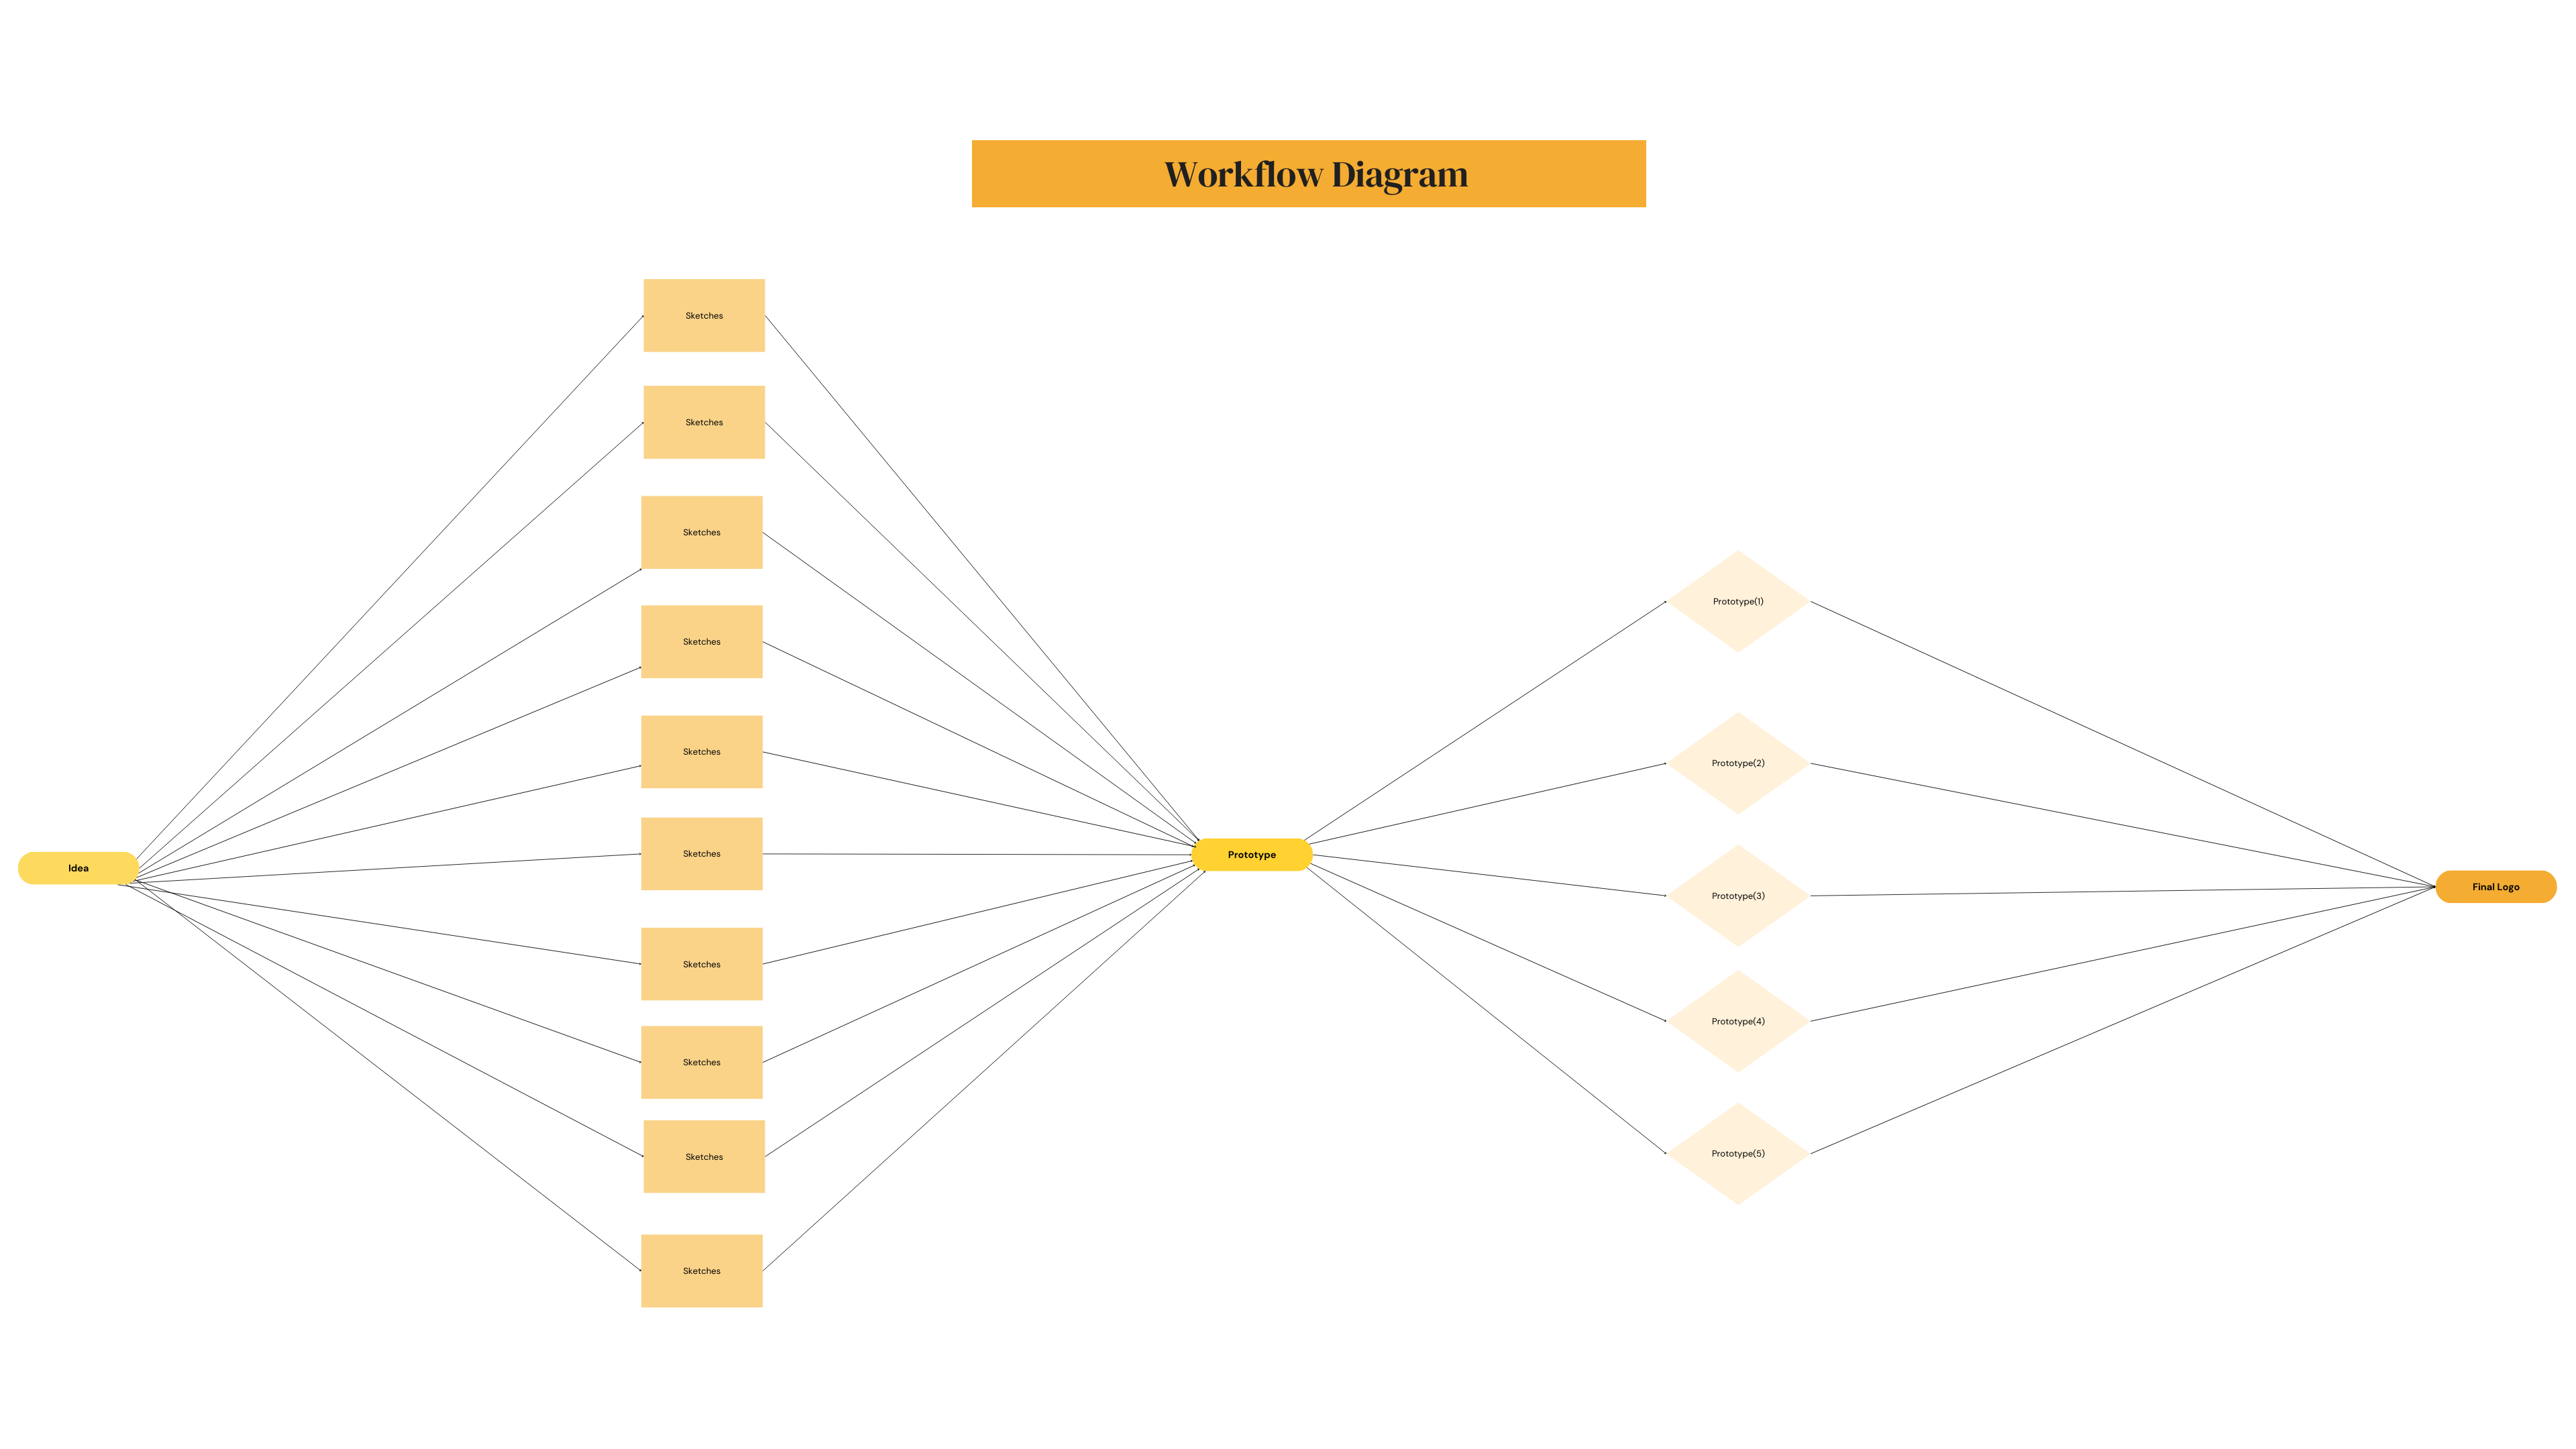 Workflow Diagram
Sketches
Sketches
Sketches
Sketches
Sketches
Sketches
Sketches
Sketches
Sketches
Sketches
Idea
Prototype
Prototype(1)
Prototype(2)
Prototype(3)
Prototype(4)
Prototype(5)
Final Logo